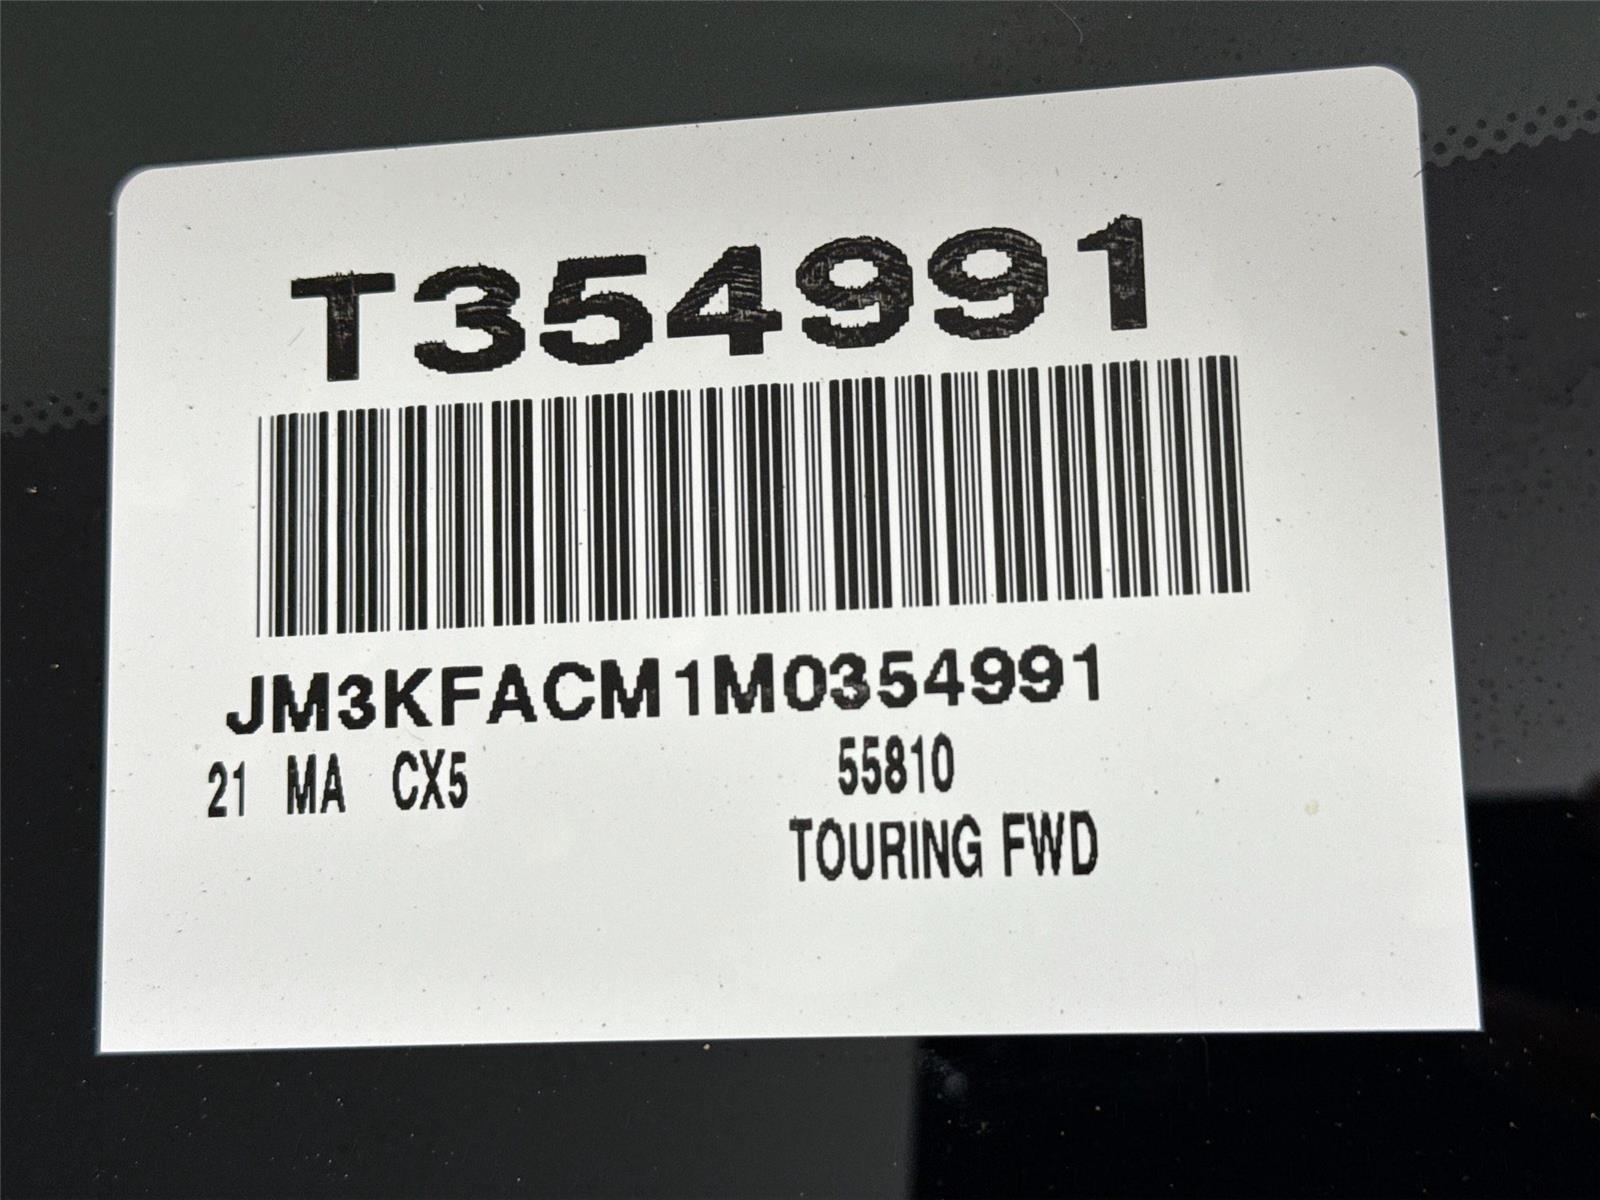 T354991
JM3KFACM1M0354991
21 MA CX5 55810
TOURING FWD